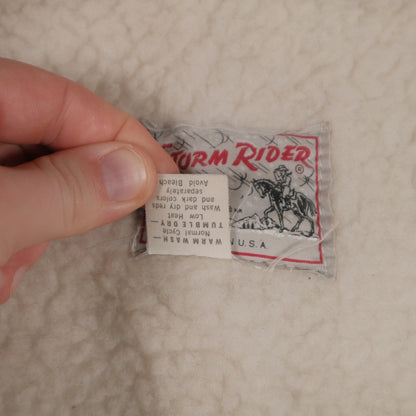 STORM RIDER
®
N U.S.A.
WARM WASH—
Normal Cycle
TUMBLE DRY—
Low Heat
Wash and dry reds
and dark colors
separately
Avoid Bleach